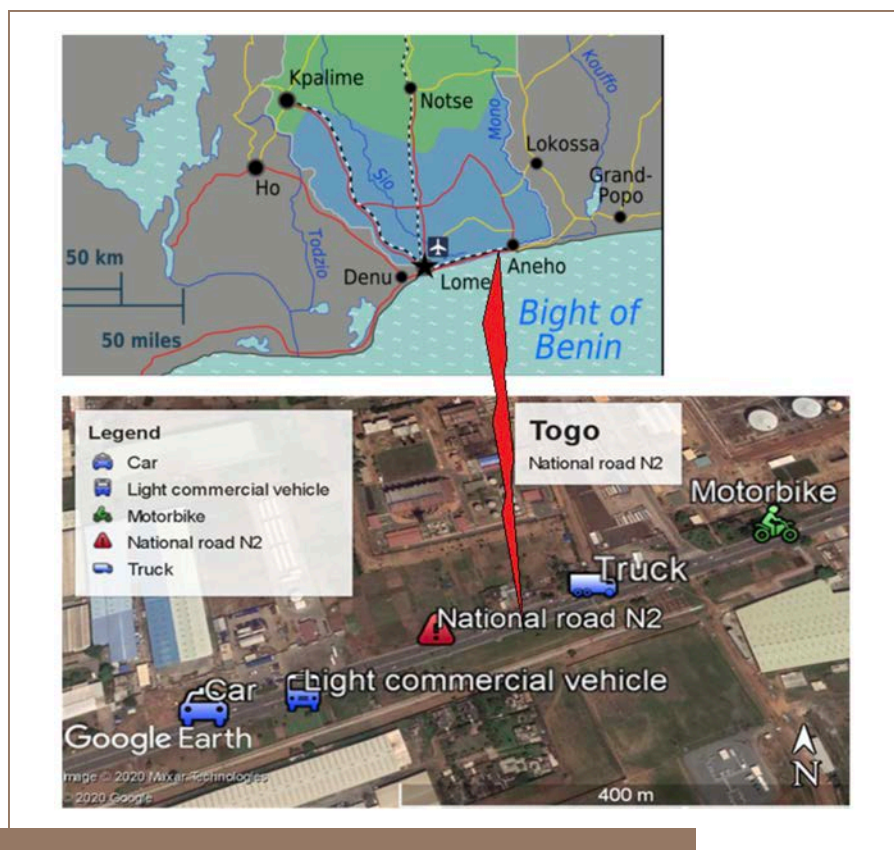 Kpalime
Notse
Kouffo
Mono
Lokossa
Sio
Grand-
Popo
Ho
Todzio
50 km
Denu
Lome
Aneho
50 miles
Bight of
Benin
Legend
Car
Light commercial vehicle
Motorbike
National road N2
Truck
Togo
National road N2
Motorbike
Truck
National road N2
Car
Light commercial vehicle
Google Earth
Image © 2020 Maxar Technologies
© 2020 Google
400 m
N